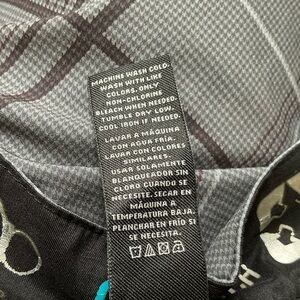 MACHINE WASH COLD.
WASH WITH LIKE
COLORS. ONLY
NON-CHLORINE
BLEACH WHEN NEEDED.
TUMBLE DRY LOW.
COOL IRON IF NEEDED.
LAVAR A MÁQUINA
CON AGUA FRÍA.
LAVAR CON COLORES
SIMILARES.
USAR SOLAMENTE
BLANQUEADOR SIN
CLORO CUANDO SE
NECESITE. SECAR EN
MÁQUINA A
TEMPERATURA BAJA.
PLANCHAR EN FRÍO SI
SE NECESITA.